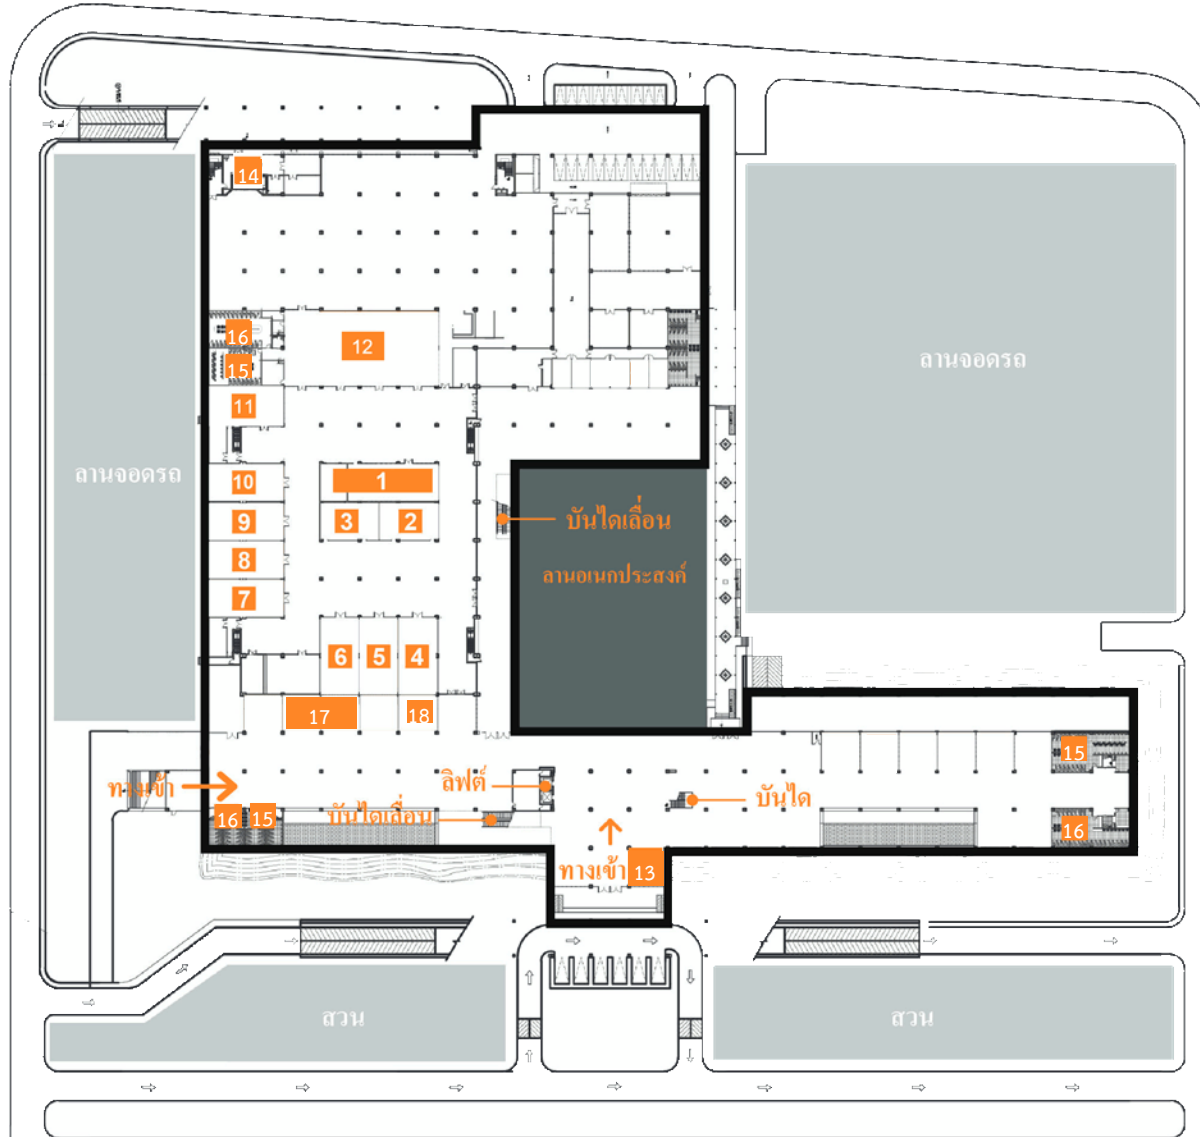 14
16
12
15
ลานจอดรถ
11
ลานจอดรถ
10
1
9
3
2
บันไดเลื่อน
8
ลานอเนกประสงค์
7
6
5
4
17
18
15
ทางเข้า
ลิฟต์
บันได
16
15
บันไดเลื่อน
16
ทางเข้า
13
สวน
สวน